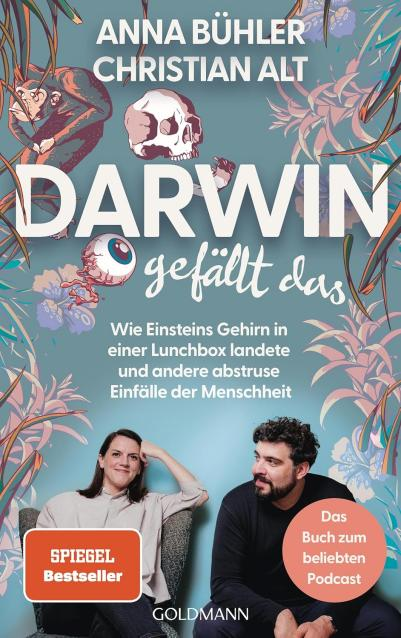 ANNA BÜHLER
CHRISTIAN ALT
DARWIN
gefällt das
Wie Einsteins Gehirn in
einer Lunchbox landete
und andere abstruse
Einfälle der Menschheit
Das
Buch zum
beliebten
Podcast
SPIEGEL
Bestseller
GOLDMANN